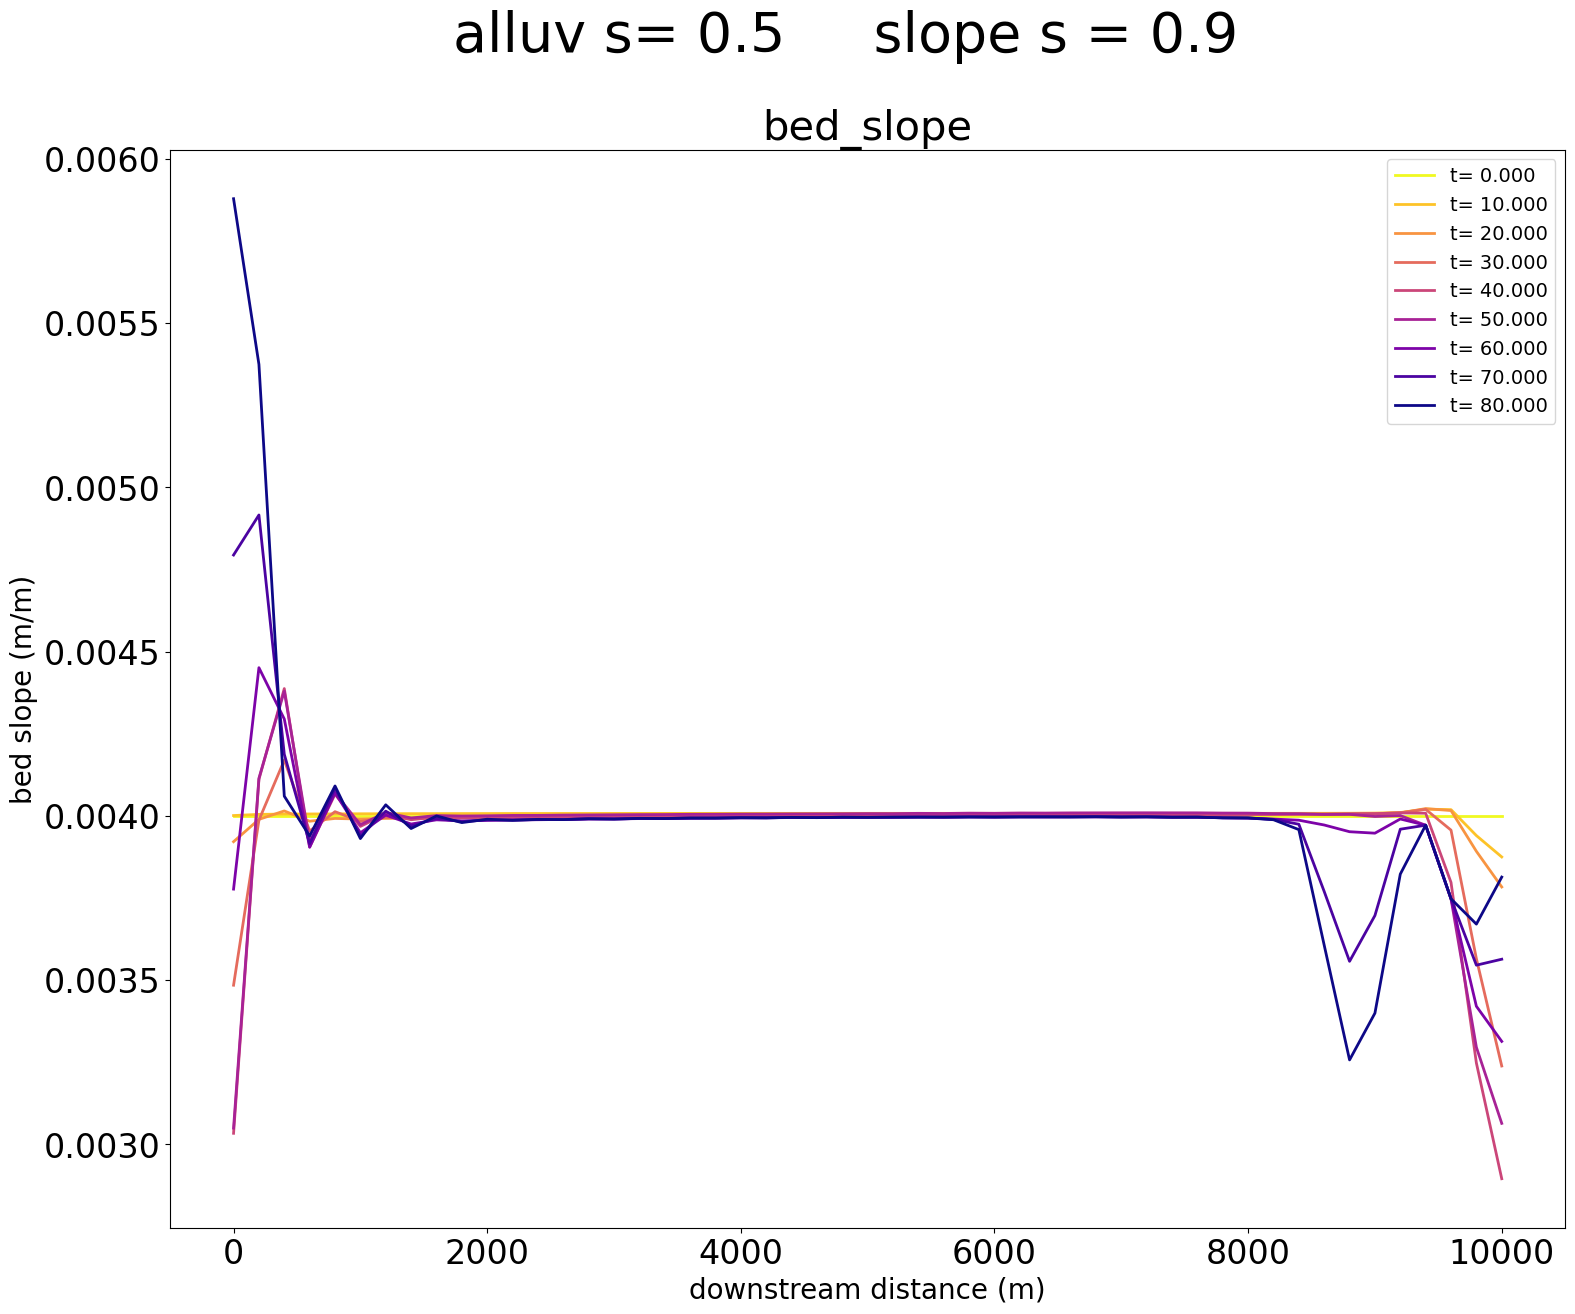 alluv s= 0.5     slope s = 0.9
bed_slope
0.0060
0.0055
0.0050
0.0045
0.0040
0.0035
0.0030
bed slope (m/m)
t= 0.000
t= 10.000
t= 20.000
t= 30.000
t= 40.000
t= 50.000
t= 60.000
t= 70.000
t= 80.000
0 2000 4000 6000 8000 10000
downstream distance (m)